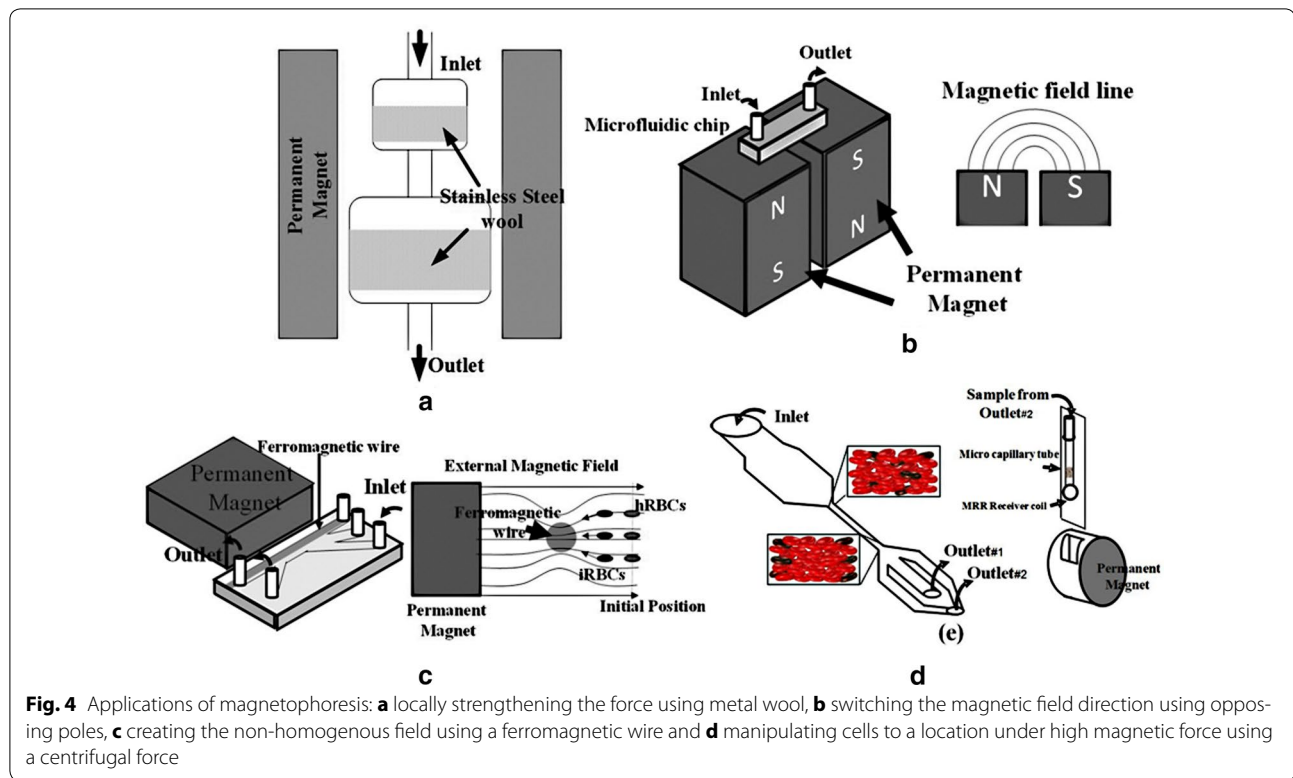 Inlet
Permanent
Magnet
Stainless Steel
wool
Outlet
a
Outlet
Inlet
Microfluidic chip
N
S
S
N
Permanent
Magnet
Magnetic field line
N
S
b
Ferromagnetic wire
Permanent
Magnet
Inlet
Outlet
External Magnetic Field
Ferromagnetic
wire
hRBCs
iRBCs
Permanent
Magnet
Initial Position
c
Inlet
Outlet#1
Outlet#2
(e)
Sample from
Outlet#2
Micro capillary tube
MRR Receiver coil
Permanent
Magnet
d
Fig. 4 Applications of magnetophoresis: a locally strengthening the force using metal wool, b switching the magnetic field direction using oppos-
ing poles, c creating the non-homogenous field using a ferromagnetic wire and d manipulating cells to a location under high magnetic force using
a centrifugal force